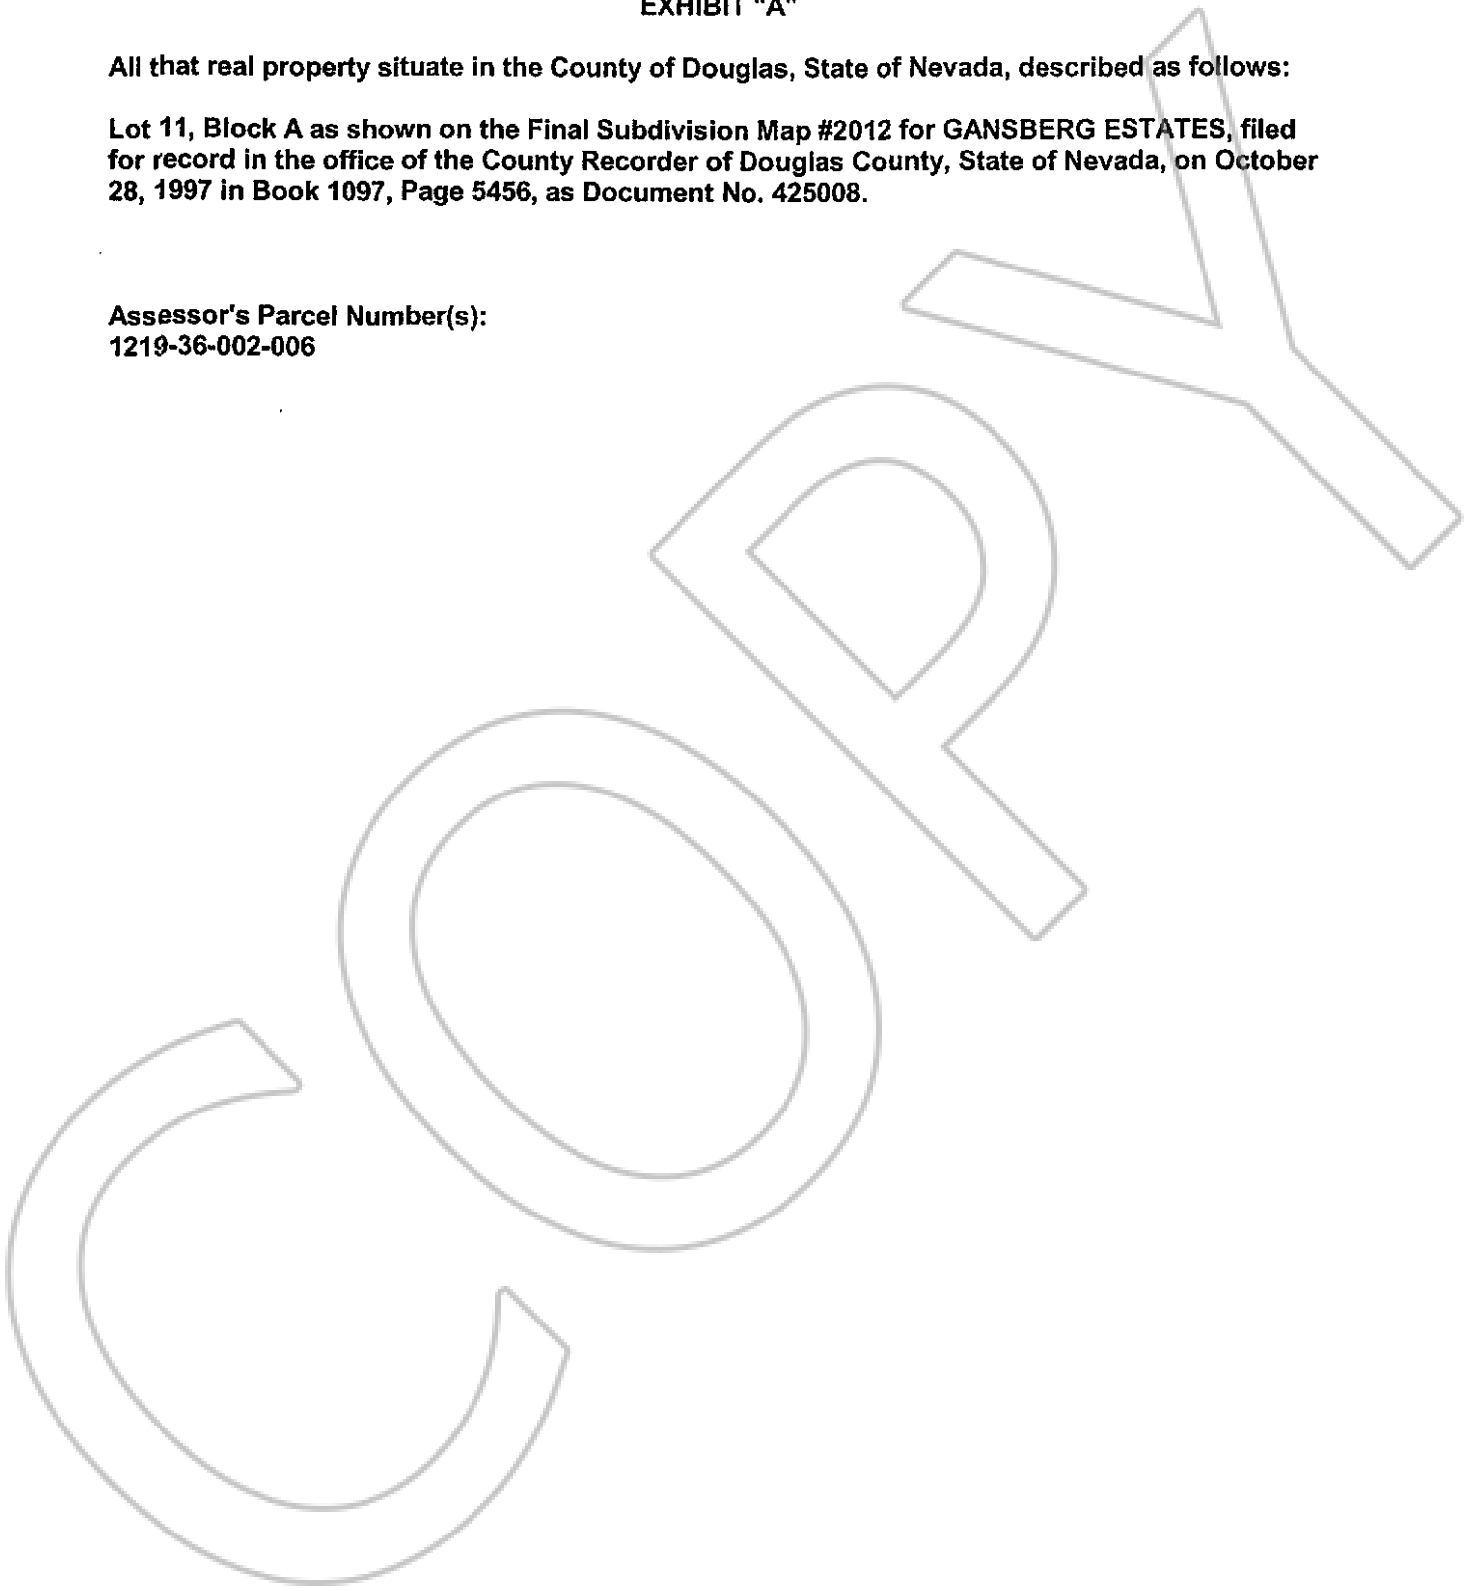 EXHIBIT "A"
All that real property situate in the County of Douglas, State of Nevada, described as follows:
Lot 11, Block A as shown on the Final Subdivision Map #2012 for GANSBERG ESTATES, filed
for record in the office of the County Recorder of Douglas County, State of Nevada, on October
28, 1997 in Book 1097, Page 5456, as Document No. 425008.
Assessor's Parcel Number(s):
1219-36-002-006
COPY